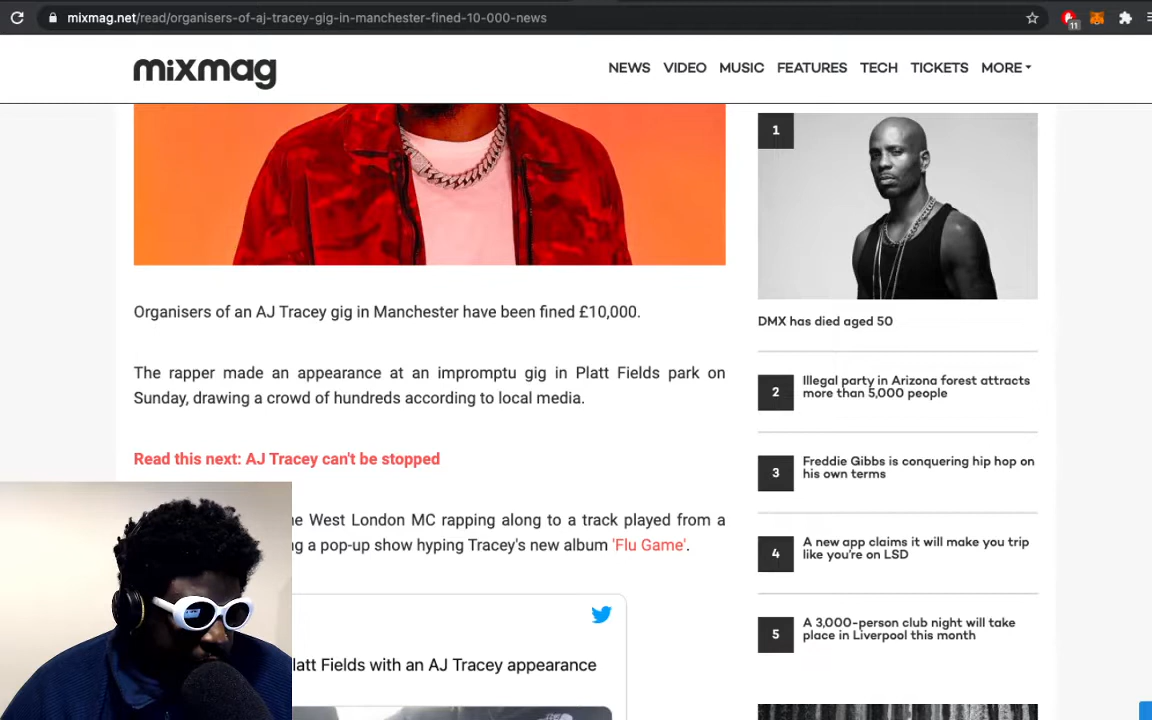 mixmag.net/read/organisers-of-aj-tracey-gig-in-manchester-fined-10-000-news
11
mixmag
NEWS VIDEO MUSIC FEATURES TECH TICKETS MORE
Organisers of an AJ Tracey gig in Manchester have been fined £10,000.
The rapper made an appearance at an impromptu gig in Platt Fields park on
Sunday, drawing a crowd of hundreds according to local media.
Read this next: AJ Tracey can't be stopped
West London MC rapping along to a track played from a
a pop-up show hyping Tracey's new album 'Flu Game'.
latt Fields with an AJ Tracey appearance
1
DMX has died aged 50
2
Illegal party in Arizona forest attracts
more than 5,000 people
3
Freddie Gibbs is conquering hip hop on
his own terms
4
A new app claims it will make you trip
like you're on LSD
5
A 3,000-person club night will take
place in Liverpool this month